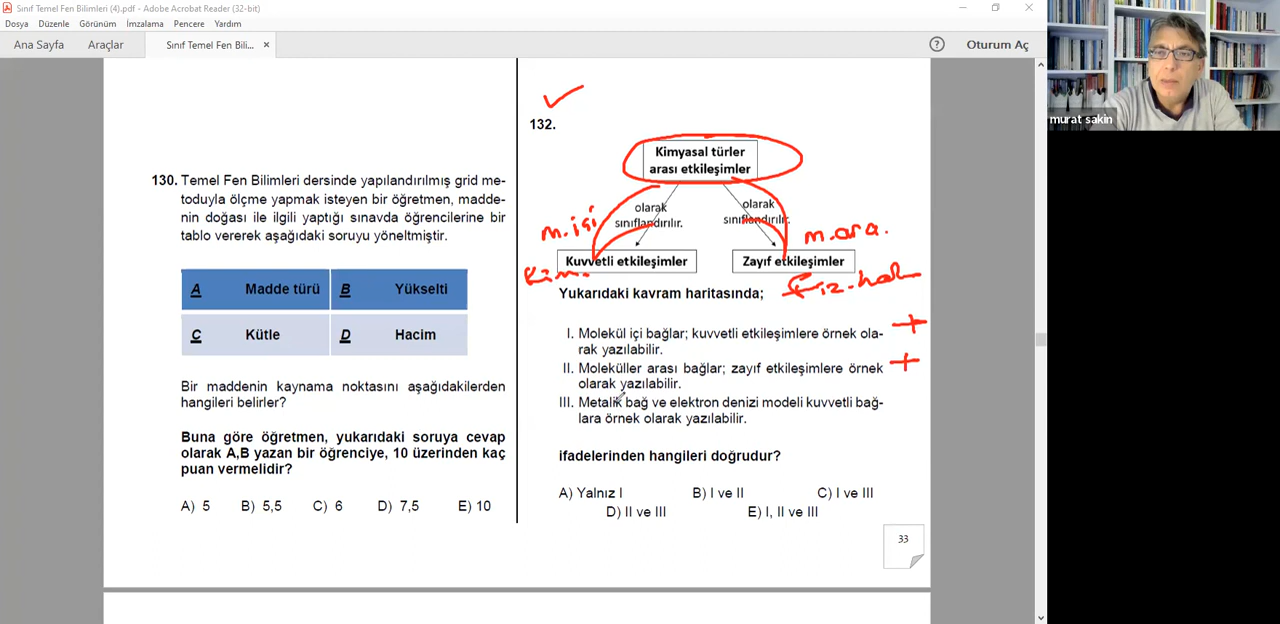 Sınıf Temel Fen Bilimleri (4).pdf - Adobe Acrobat Reader (32-bit)
Dosya Düzenle Görünüm İmzalama Pencere Yardım
Ana Sayfa Araçlar Sınıf Temel Fen Bili... × ? Oturum Aç
murat sakin
130. Temel Fen Bilimleri dersinde yapılandırılmış grid me-
toduyla ölçme yapmak isteyen bir öğretmen, madde-
nin doğası ile ilgili yaptığı sınavda öğrencilerine bir
tablo vererek aşağıdaki soruyu yöneltmiştir.
A Madde türü B Yükselti
C Kütle D Hacim
Bir maddenin kaynama noktasını aşağıdakilerden
hangileri belirler?
Buna göre öğretmen, yukarıdaki soruya cevap
olarak A,B yazan bir öğrenciye, 10 üzerinden kaç
puan vermelidir?
A) 5 B) 5,5 C) 6 D) 7,5 E) 10
132.
Kimyasal türler
arası etkileşimler
olarak
sınıflandırılır.
olarak
sınıflandırılır.
m.içi
m.ara.
Kuvvetli etkileşimler
Zayıf etkileşimler
Kim.
Fiz.hal
Yukarıdaki kavram haritasında;
I. Molekül içi bağlar; kuvvetli etkileşimlere örnek ola-
rak yazılabilir.
+
II. Moleküller arası bağlar; zayıf etkileşimlere örnek
olarak yazılabilir.
+
III. Metalik bağ ve elektron denizi modeli kuvvetli bağ-
lara örnek olarak yazılabilir.
ifadelerinden hangileri doğrudur?
A) Yalnız I B) I ve II C) I ve III
D) II ve III E) I, II ve III
33